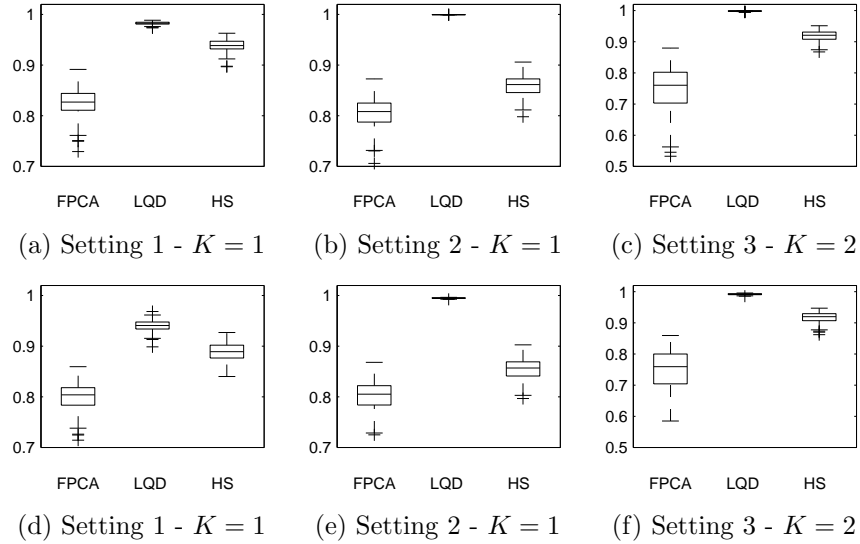 1
0.9
0.8
0.7
FPCA LQD HS
(a) Setting 1 - K = 1
1
0.9
0.8
0.7
FPCA LQD HS
(b) Setting 2 - K = 1
1
0.9
0.8
0.7
0.6
0.5
FPCA LQD HS
(c) Setting 3 - K = 2
1
0.9
0.8
0.7
FPCA LQD HS
(d) Setting 1 - K = 1
1
0.9
0.8
0.7
FPCA LQD HS
(e) Setting 2 - K = 1
1
0.9
0.8
0.7
0.6
0.5
FPCA LQD HS
(f) Setting 3 - K = 2